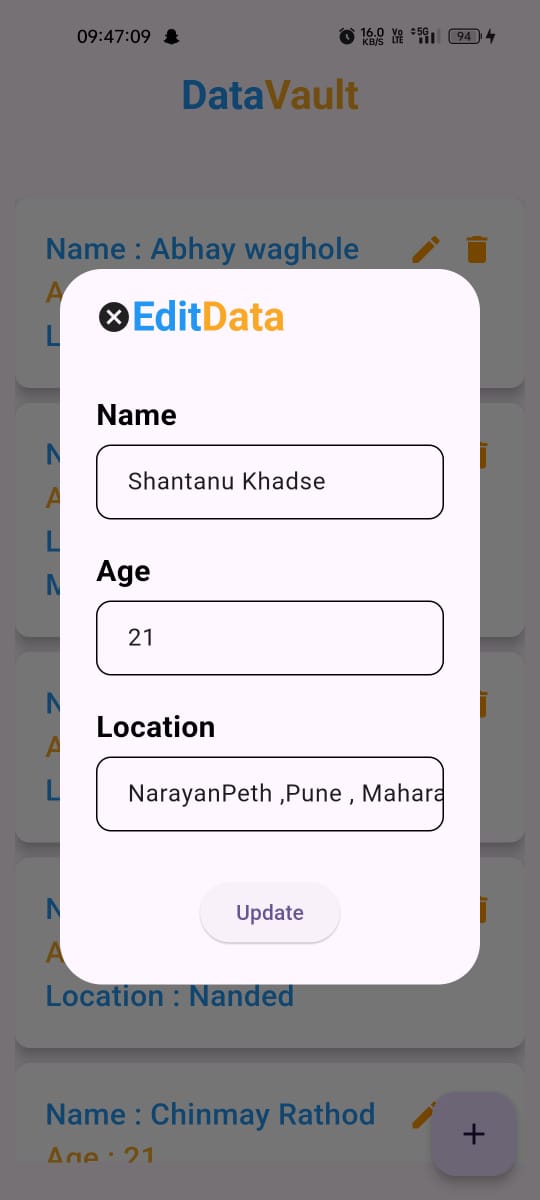 09:47:09 16.0 KB/S Vo LTE 5G 94
DataVault
Name : Abhay waghole
A
L
EditData
Name
Shantanu Khadse
N
A
L
M
Age
21
Location
NarayanPeth ,Pune , Mahara
N
A
L
Update
N
A
Location : Nanded
Name : Chinmay Rathod
Age : 21
+